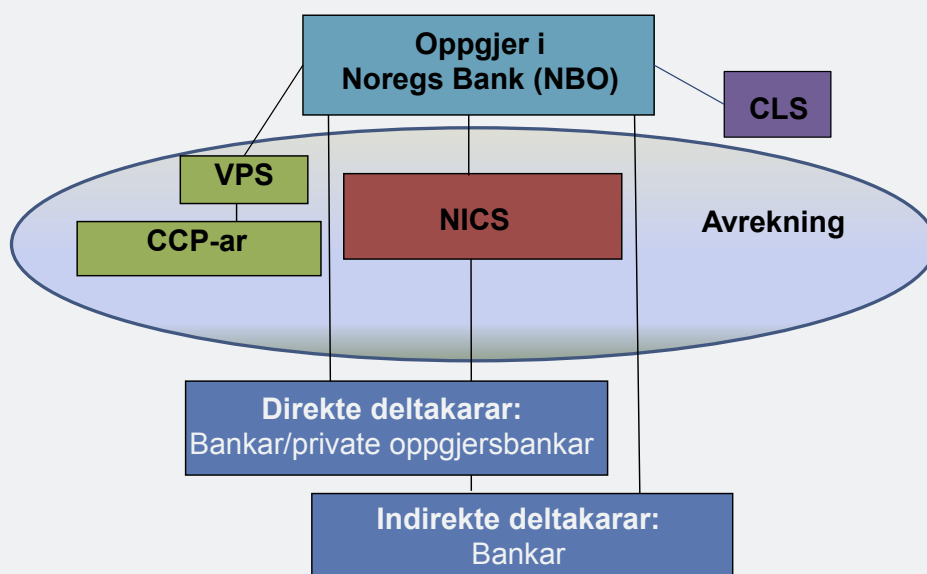 Oppgjer i
Noregs Bank (NBO)
CLS
VPS
CCP-ar
NICS
Avrekning
Direkte deltakarar:
Bankar/private oppgjersbankar
Indirekte deltakarar:
Bankar